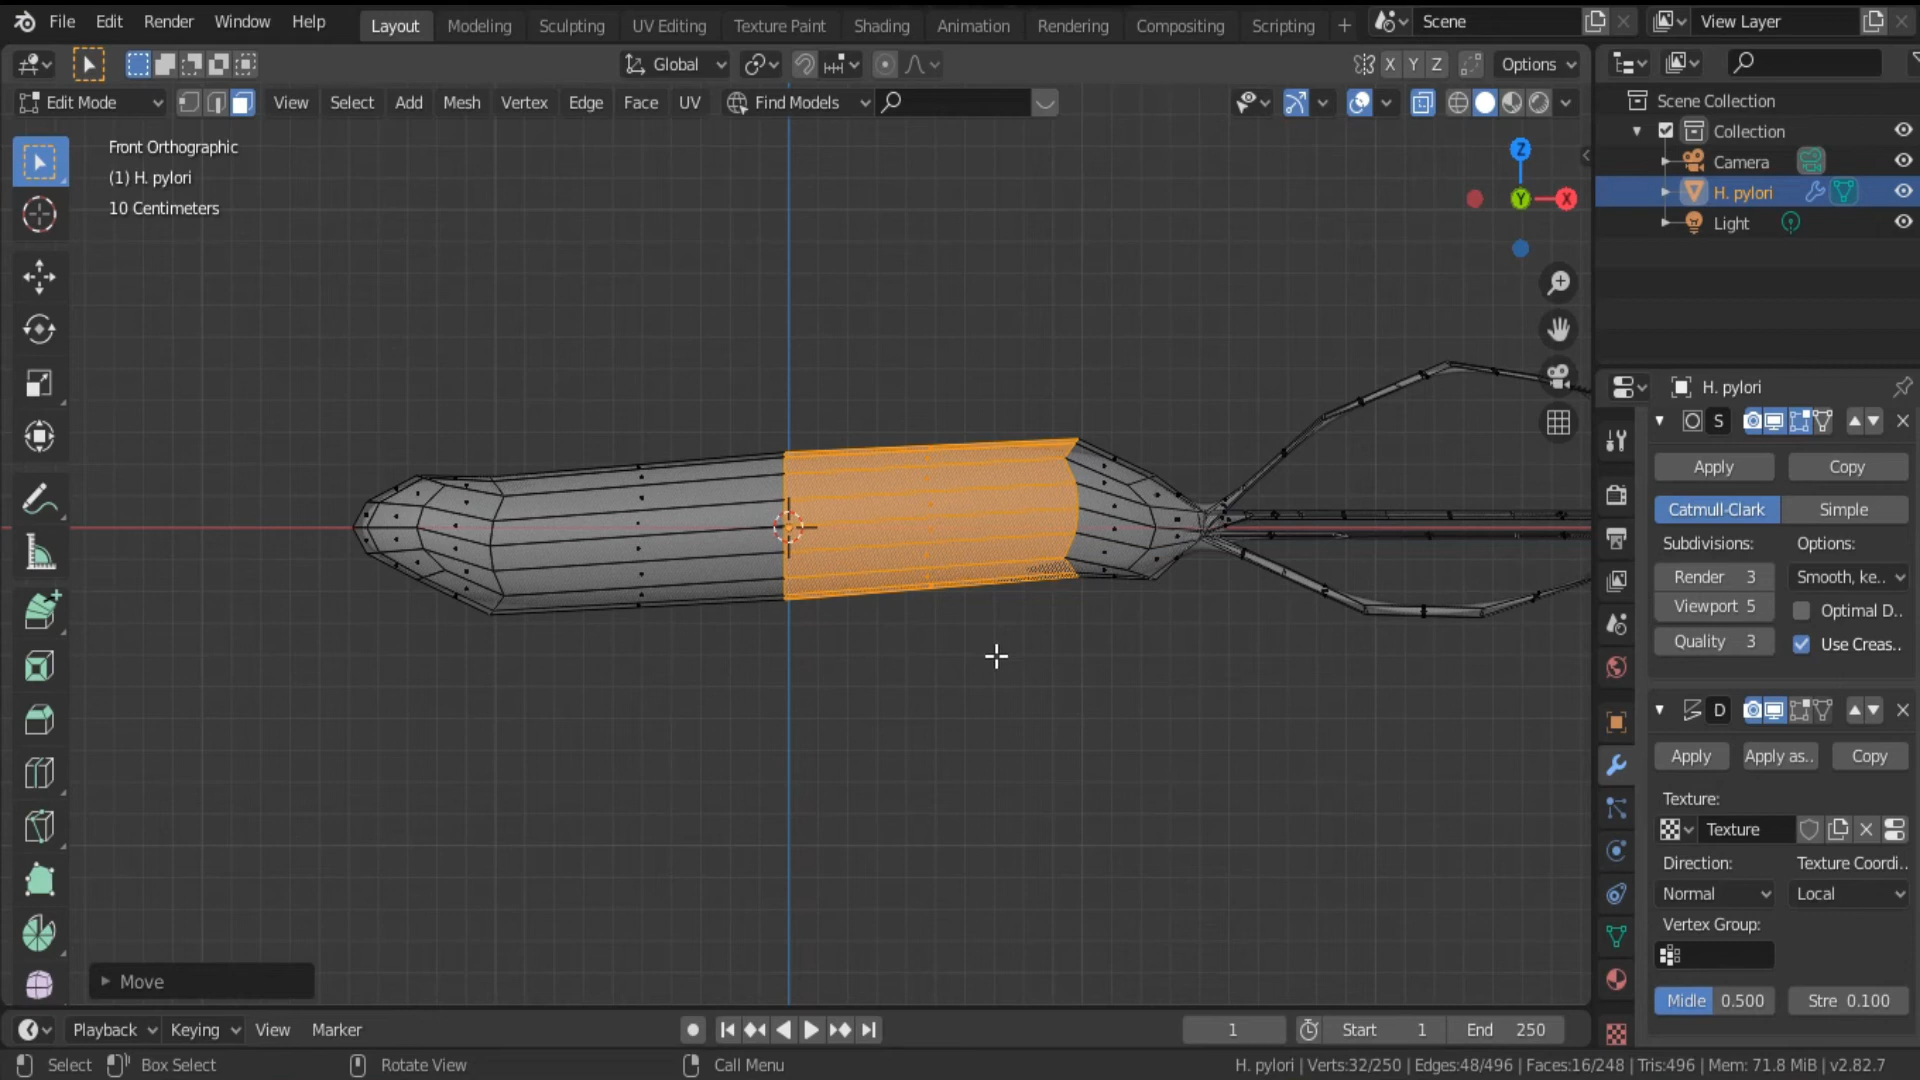 File Edit Render Window Help Layout Modeling Sculpting UV Editing Texture Paint Shading Animation Rendering Compositing Scripting + Scene View Layer
Global X Y Z Options
Edit Mode View Select Add Mesh Vertex Edge Face UV Find Models
Front Orthographic
(1) H. pylori
10 Centimeters
Z
Y
X
Scene Collection
Collection
Camera
H. pylori
Light
H. pylori
S
Apply Copy
Catmull-Clark Simple
Subdivisions: Options:
Render 3 Smooth, ke..
Viewport 5 Optimal D..
Quality 3 Use Creas..
D
Apply Apply as.. Copy
Texture:
Texture
Direction: Texture Coordi..
Normal Local
Vertex Group:
Midle 0.500 Stre 0.100
Move
Playback Keying View Marker 1 Start 1 End 250
Select Box Select Rotate View Call Menu H. pylori | Verts:32/250 | Edges:48/496 | Faces:16/248 | Tris:496 | Mem: 71.8 MiB | v2.82.7